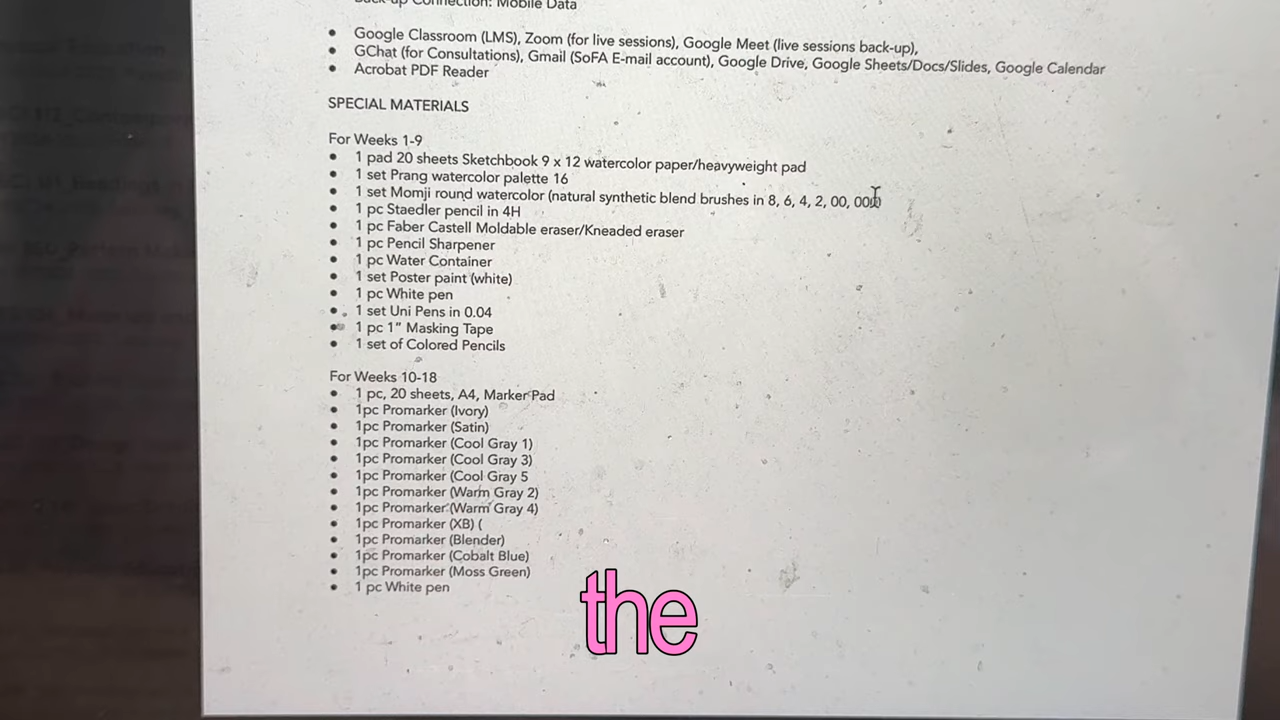 Back-up Connection: Mobile Data
• Google Classroom (LMS), Zoom (for live sessions), Google Meet (live sessions back-up),
• GChat (for Consultations), Gmail (SoFA E-mail account), Google Drive, Google Sheets/Docs/Slides, Google Calendar
• Acrobat PDF Reader
SPECIAL MATERIALS
For Weeks 1-9
• 1 pad 20 sheets Sketchbook 9 x 12 watercolor paper/heavyweight pad
• 1 set Prang watercolor palette 16
• 1 set Momji round watercolor (natural synthetic blend brushes in 8, 6, 4, 2, 00, 00
• 1 pc Staedler pencil in 4H
• 1 pc Faber Castell Moldable eraser/Kneaded eraser
• 1 pc Pencil Sharpener
• 1 pc Water Container
• 1 set Poster paint (white)
• 1 pc White pen
• 1 set Uni Pens in 0.04
• 1 pc 1” Masking Tape
• 1 set of Colored Pencils
For Weeks 10-18
• 1 pc, 20 sheets, A4, Marker Pad
• 1pc Promarker (Ivory)
• 1pc Promarker (Satin)
• 1pc Promarker (Cool Gray 1)
• 1pc Promarker (Cool Gray 3)
• 1pc Promarker (Cool Gray 5
• 1pc Promarker (Warm Gray 2)
• 1pc Promarker (Warm Gray 4)
• 1pc Promarker (XB) (
• 1pc Promarker (Blender)
• 1pc Promarker (Cobalt Blue)
• 1pc Promarker (Moss Green)
• 1 pc White pen
the